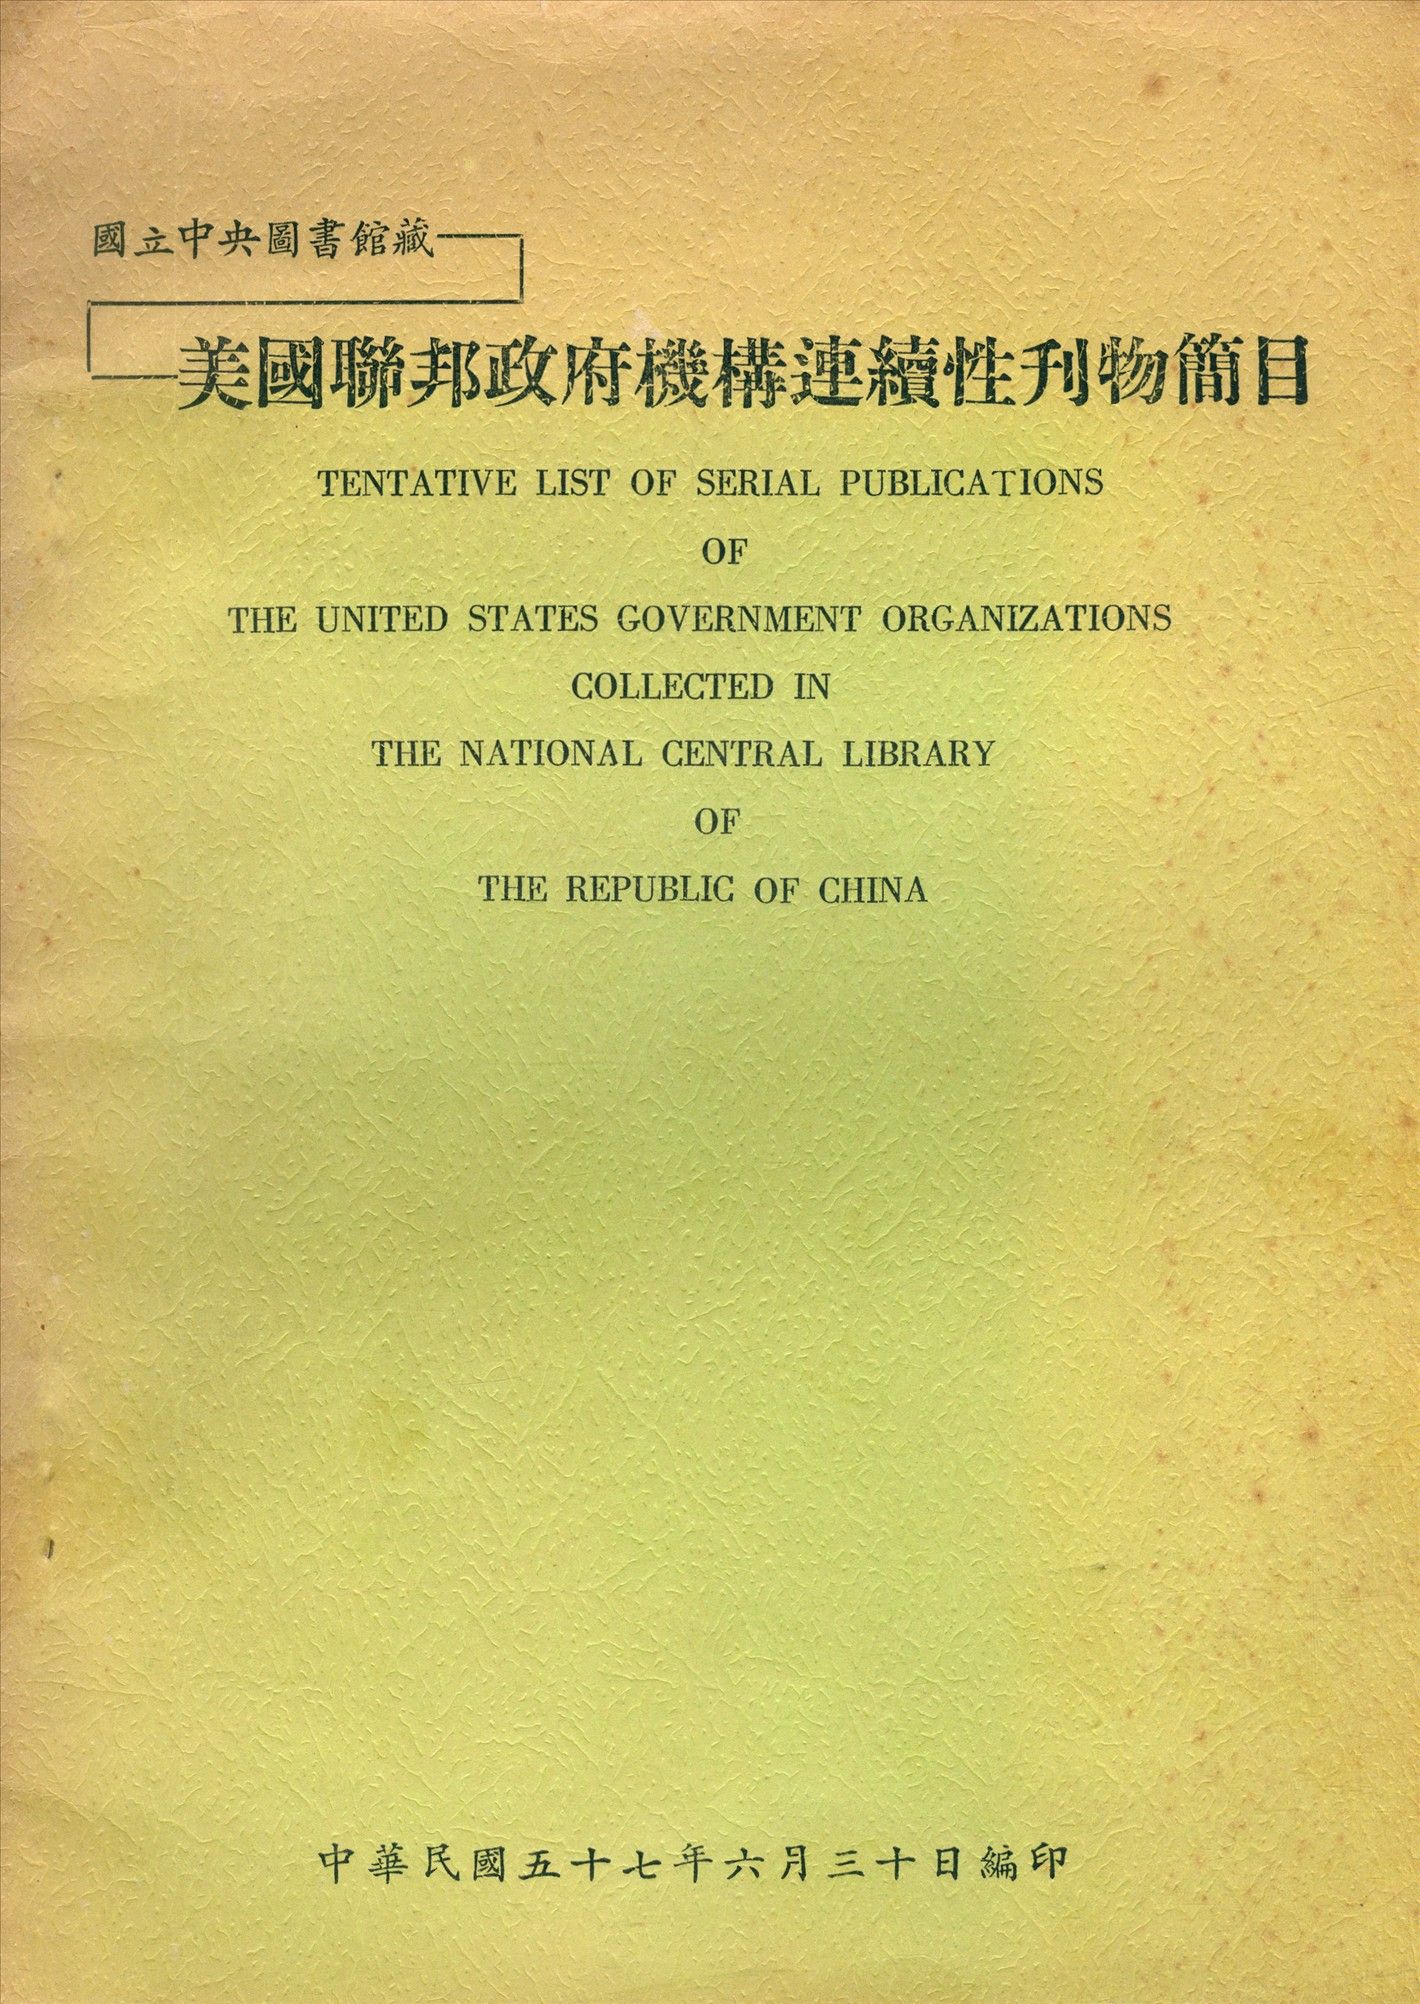 國立中央圖書館藏
美國聯邦政府機構連續性刊物簡目
TENTATIVE LIST OF SERIAL PUBLICATIONS
OF
THE UNITED STATES GOVERNMENT ORGANIZATIONS
COLLECTED IN
THE NATIONAL CENTRAL LIBRARY
OF
THE REPUBLIC OF CHINA
中華民國五十七年六月三十日編印